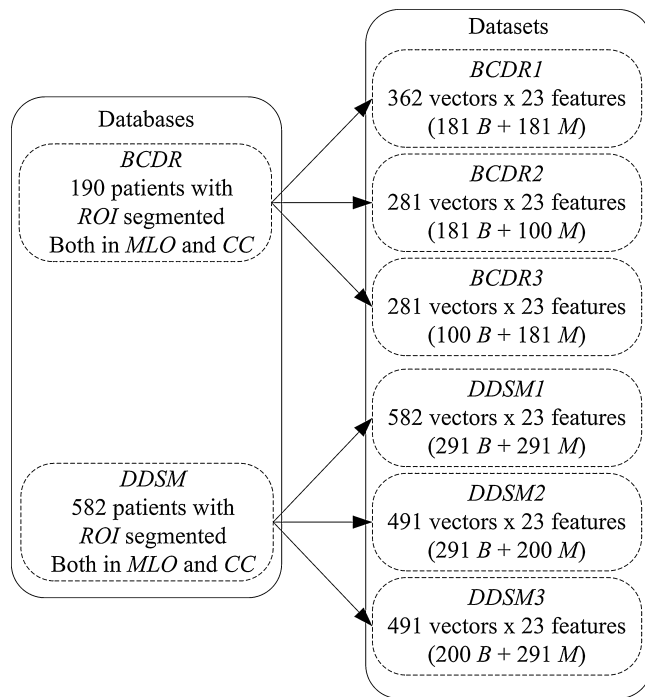 Databases
BCDR
190 patients with
ROI segmented
Both in MLO and CC
DDSM
582 patients with
ROI segmented
Both in MLO and CC
Datasets
BCDR1
362 vectors x 23 features
(181 B + 181 M)
BCDR2
281 vectors x 23 features
(181 B + 100 M)
BCDR3
281 vectors x 23 features
(100 B + 181 M)
DDSM1
582 vectors x 23 features
(291 B + 291 M)
DDSM2
491 vectors x 23 features
(291 B + 200 M)
DDSM3
491 vectors x 23 features
(200 B + 291 M)